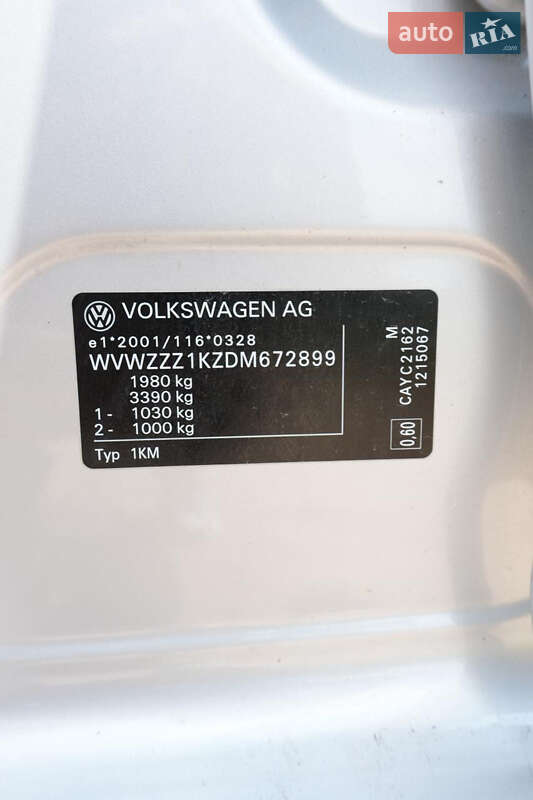 auto RIA .com
VOLKSWAGEN AG
e1*2001/116*0328
WVWZZZ1KZDM672899
1980 kg
3390 kg
1- 1030 kg
2- 1000 kg
Typ 1KM
M
CAYC2162
1215067
0,60